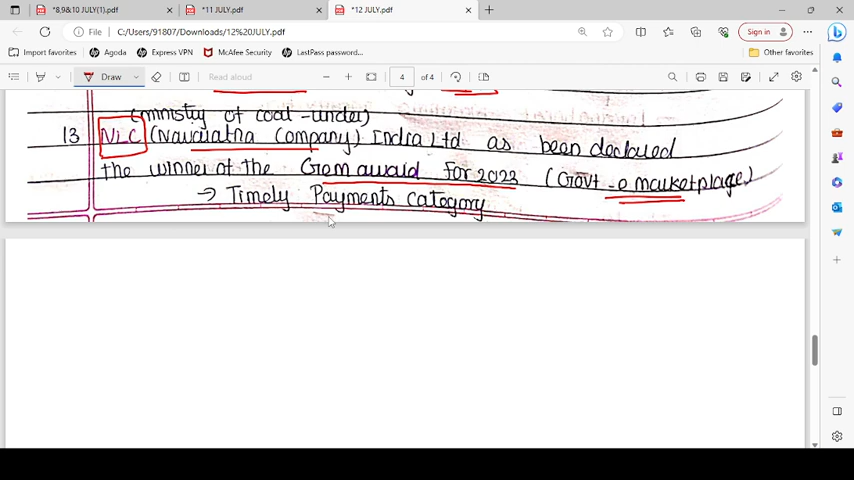 *8,9&10 JULY(1).pdf
*11 JULY.pdf
*12 JULY.pdf
File C:/Users/91807/Downloads/12%20JULY.pdf
Sign in
Import favorites Agoda Express VPN McAfee Security LastPass password... Other favorites
Draw Read aloud 4 of 4
(mnistry of coal-under)
13 NLC (Navalatna Company) India Ltd as been declared
the winner of the Gem award for 2023 (Govt-e marketplace)
→ Timely Payments category